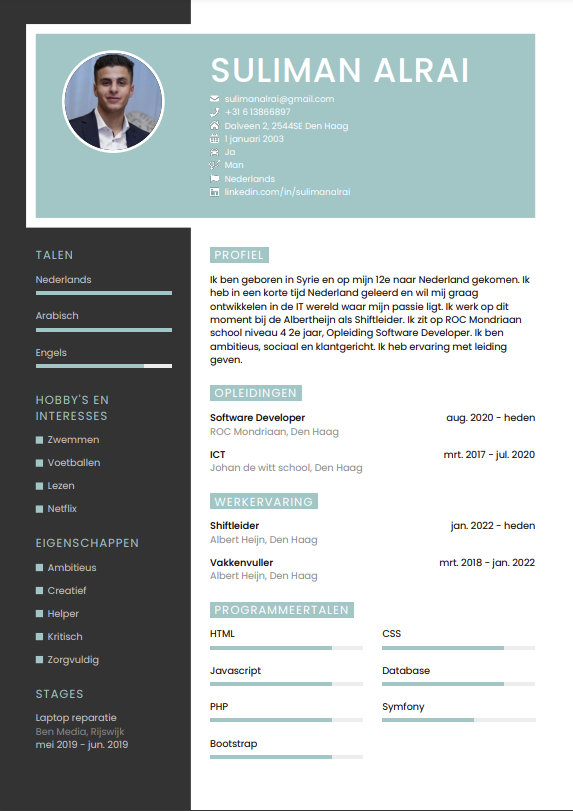 SULIMAN ALRAI
sulimanalrai@gmail.com
+31 6 13866897
Dalveen 2, 2544SE Den Haag
1 januari 2003
Ja
Man
Nederlands
linkedin.com/in/sulimanalrai
TALEN
Nederlands
Arabisch
Engels
HOBBY'S EN
INTERESSES
Zwemmen
Voetballen
Lezen
Netflix
EIGENSCHAPPEN
Ambitieus
Creatief
Helper
Kritisch
Zorgvuldig
STAGES
Laptop reparatie
Ben Media, Rijswijk
mei 2019 - jun. 2019
PROFIEL
Ik ben geboren in Syrie en op mijn 12e naar Nederland gekomen. Ik
heb in een korte tijd Nederland geleerd en wil mij graag
ontwikkelen in de IT wereld waar mijn passie ligt. Ik werk op dit
moment bij de Albertheijn als Shiftleider. Ik zit op ROC Mondriaan
school niveau 4 2e jaar, Opleiding Software Developer. Ik ben
ambitieus, sociaal en klantgericht. Ik heb ervaring met leiding
geven.
OPLEIDINGEN
Software Developer aug. 2020 - heden
ROC Mondriaan, Den Haag
ICT mrt. 2017 - jul. 2020
Johan de witt school, Den Haag
WERKERVARING
Shiftleider jan. 2022 - heden
Albert Heijn, Den Haag
Vakkenvuller mrt. 2018 - jan. 2022
Albert Heijn, Den Haag
PROGRAMMEERTALEN
HTML CSS
Javascript Database
PHP Symfony
Bootstrap